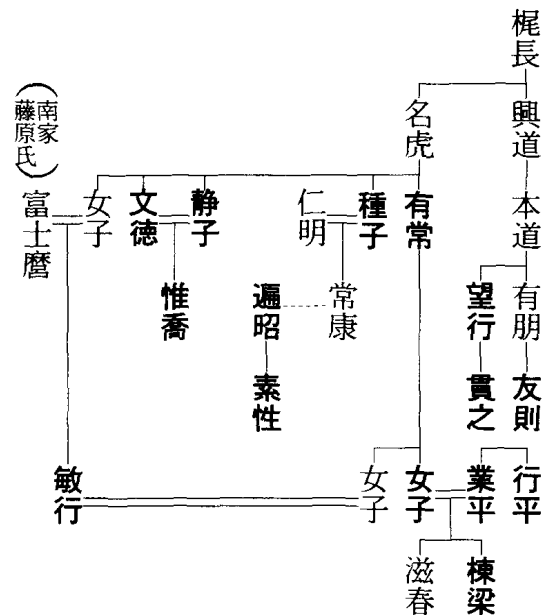 梶長
興道
名虎
本道
有常
種子
仁明
静子
文徳
女子
富士麿
(南家
藤原氏)
有朋
望行
常康
遍昭
惟喬
友則
貫之
素性
行平
業平
女子
女子
敏行
棟梁
滋春